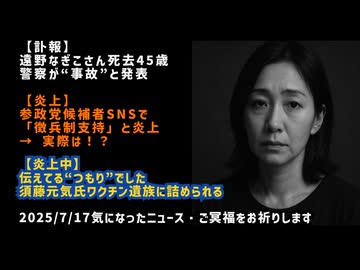 【訃報】
遠野なぎこさん死去45歳
警察が“事故”と発表
【炎上】
参政党候補者SNSで
「徴兵制支持」と炎上
→ 実際は！？
【炎上中】
伝えてる“つもり”でした
須藤元気氏ワクチン遺族に詰められる
2025/7/17気になったニュース・ご冥福をお祈りします